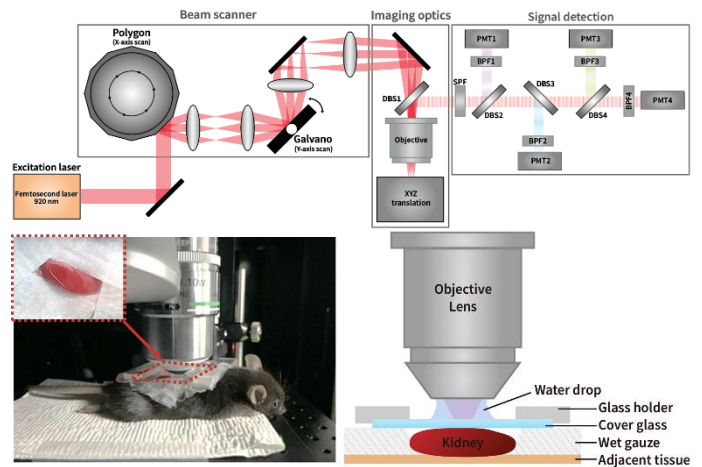 Beam scanner
Imaging optics
Signal detection
Polygon
(X-axis scan)
Galvano
(Y-axis scan)
Excitation laser
Femtosecond laser
920 nm
DBS1
Objective
XYZ
translation
PMT1
BPF1
PMT3
BPF3
SPF
DBS2
DBS3
DBS4
BPF4
PMT4
BPF2
PMT2
Objective
Lens
Water drop
Glass holder
Cover glass
Kidney
Wet gauze
Adjacent tissue